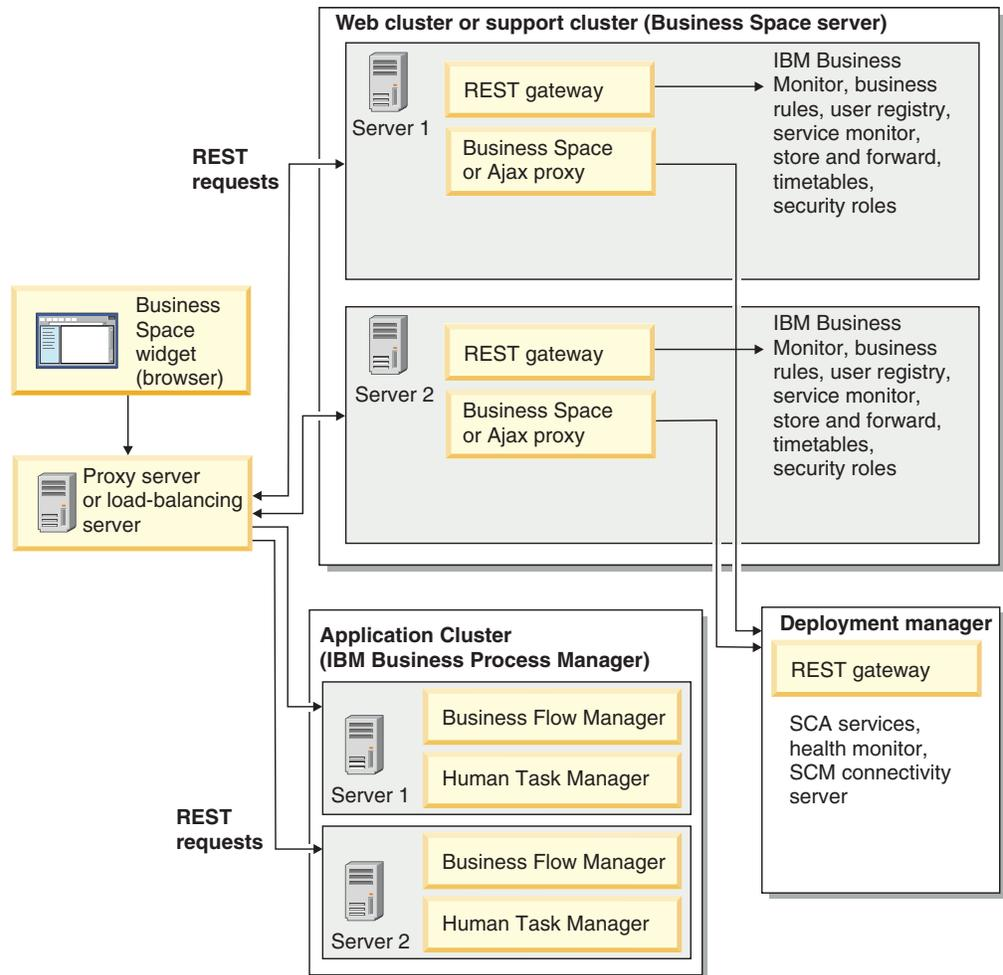 Web cluster or support cluster (Business Space server)
Server 1
REST gateway
Business Space
or Ajax proxy
IBM Business
Monitor, business
rules, user registry,
service monitor,
store and forward,
timetables,
security roles
REST
requests
Business
Space
widget
(browser)
Server 2
REST gateway
Business Space
or Ajax proxy
IBM Business
Monitor, business
rules, user registry,
service monitor,
store and forward,
timetables,
security roles
Proxy server
or load-balancing
server
Application Cluster
(IBM Business Process Manager)
Server 1
Business Flow Manager
Human Task Manager
REST
requests
Server 2
Business Flow Manager
Human Task Manager
Deployment manager
REST gateway
SCA services,
health monitor,
SCM connectivity
server